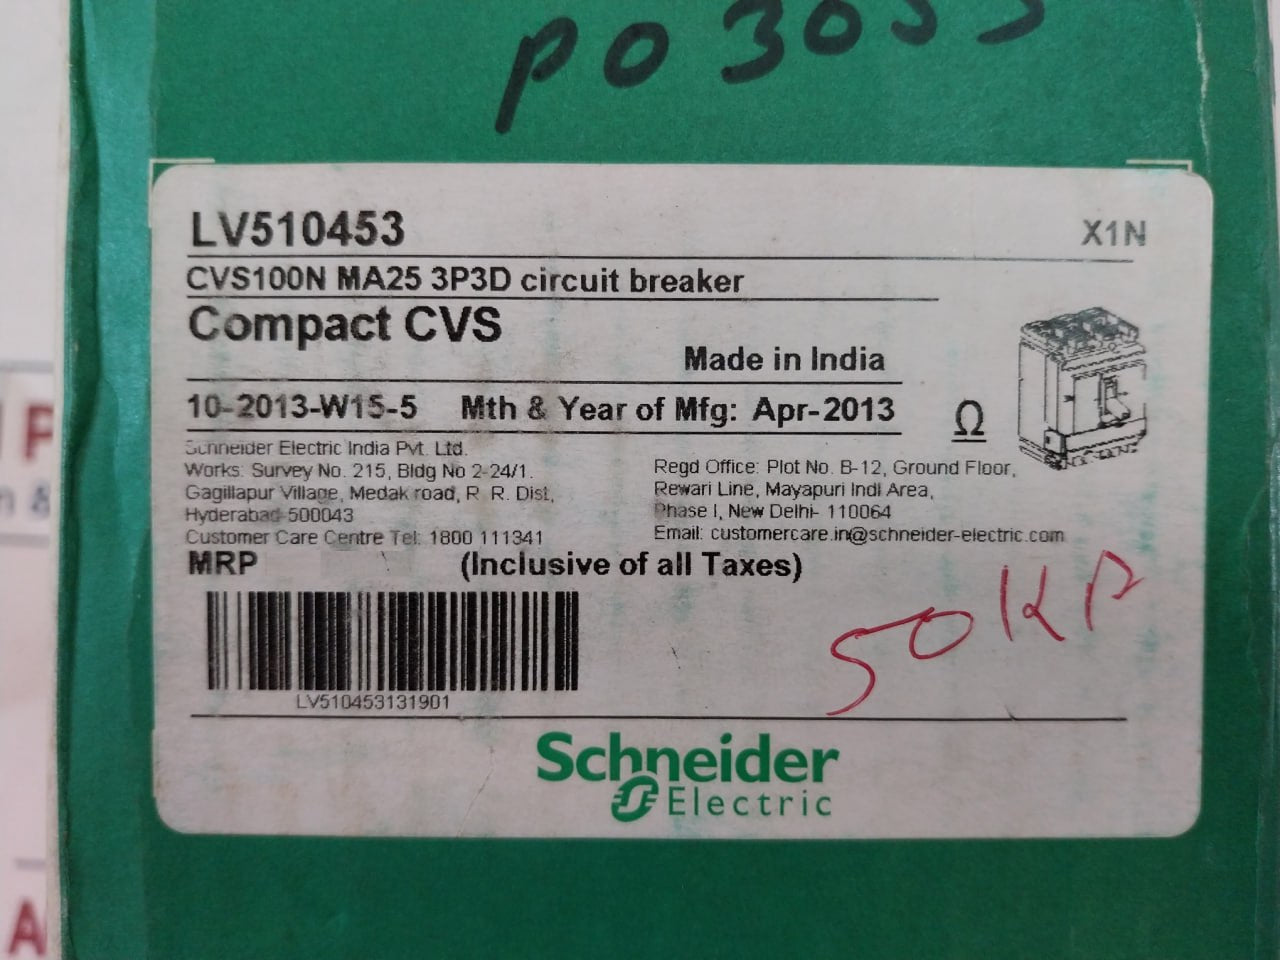 PO 3055
LV510453 X1N
CVS100N MA25 3P3D circuit breaker
Compact CVS
Made in India
10-2013-W15-5 Mth & Year of Mfg: Apr-2013
Ω
Schneider Electric India Pvt. Ltd.
Works: Survey No. 215, Bldg No 2-24/1.
Gagillapur Village, Medak road, R. R. Dist,
Hyderabad-500043
Customer Care Centre Tel: 1800 111341
Regd Office: Plot No. B-12, Ground Floor,
Rewari Line, Mayapuri Indl Area,
Phase I, New Delhi- 110064
Email: customercare.in@schneider-electric.com
MRP (Inclusive of all Taxes)
50KP
LV510453131901
Schneider
Electric
P
n &
A